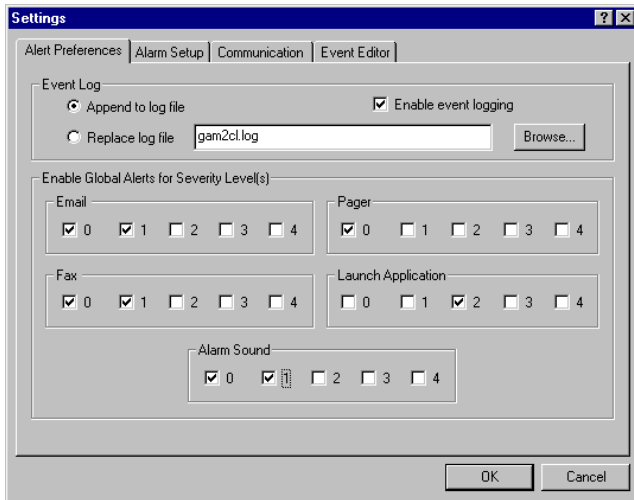 Settings
Alert Preferences Alarm Setup Communication Event Editor
Event Log
Append to log file Enable event logging
Replace log file gam2cl.log Browse...
Enable Global Alerts for Severity Level(s)
Email Pager
0 1 2 3 4 0 1 2 3 4
Fax Launch Application
0 1 2 3 4 0 1 2 3 4
Alarm Sound
0 1 2 3 4
OK Cancel